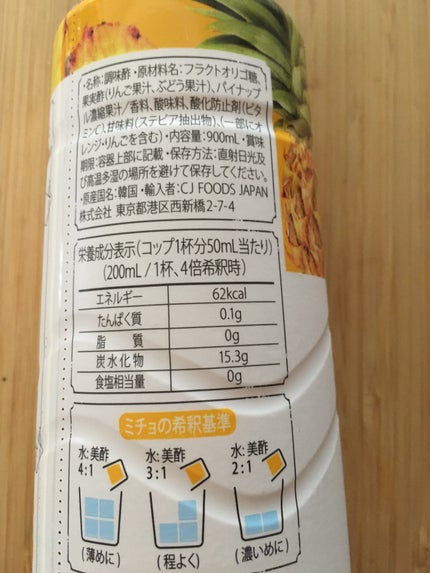 ・名称:調味酢・原材料名:フラクトオリゴ糖、
果実酢(りんご果汁、ぶどう果汁)、パイナップ
ル濃縮果汁/香料、酸味料、酸化防止剤(ビタ
ミンC)、甘味料(ステビア抽出物)、(一部にオ
レンジ・りんごを含む)・内容量:900mL・賞味
期限:容器上部に記載・保存方法:直射日光及
び高温多湿の場所を避けて保存してください。
・原産国名:韓国・輸入者:CJ FOODS JAPAN
株式会社 東京都港区西新橋2-7-4
栄養成分表示(コップ1杯分50mL当たり)
(200mL/1杯、4倍希釈時)
エネルギー 62kcal
たんぱく質 0.1g
脂質 0g
炭水化物 15.3g
食塩相当量 0g
ミチョの希釈基準
水:美酢 水:美酢 水:美酢
4:1 3:1 2:1
(薄めに) (程よく) (濃いめに)